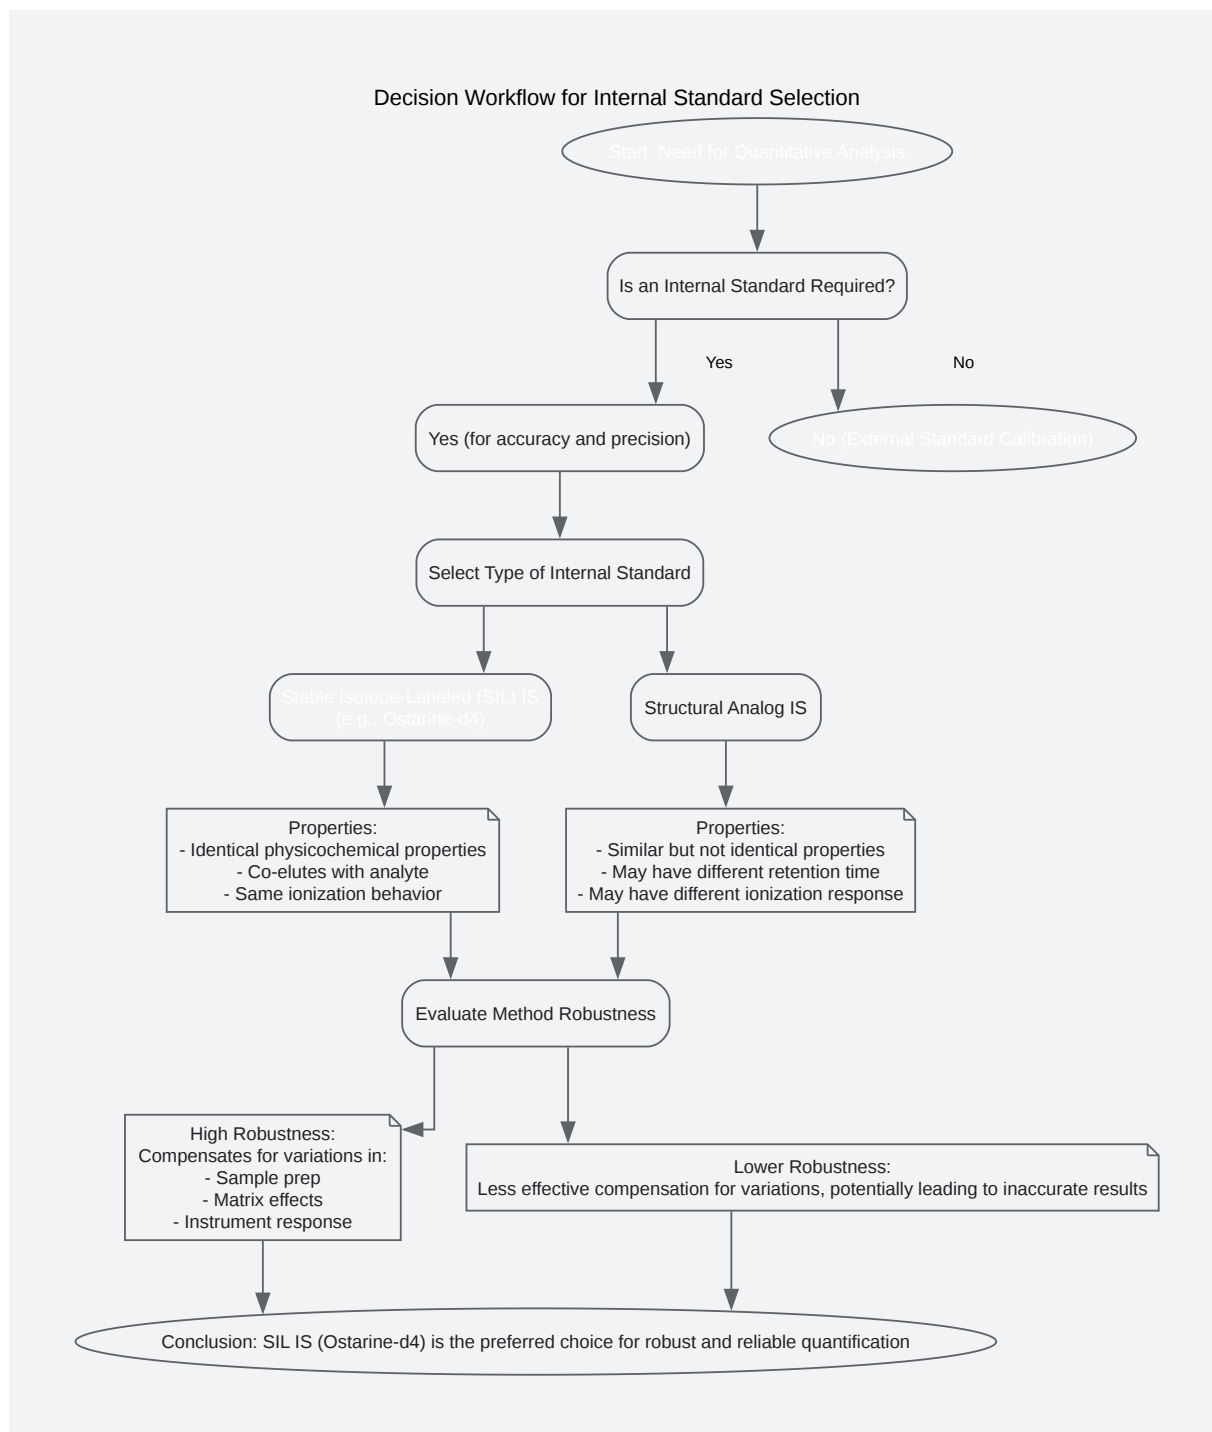 Decision Workflow for Internal Standard Selection
Start: Need for Quantitative Analysis
Is an Internal Standard Required?
Yes
No
Yes (for accuracy and precision)
No (External Standard Calibration)
Select Type of Internal Standard
Stable Isotope-Labeled (SIL) IS
(e.g., Ostarine-d4)
Structural Analog IS
Properties:
- Identical physicochemical properties
- Co-elutes with analyte
- Same ionization behavior
Properties:
- Similar but not identical properties
- May have different retention time
- May have different ionization response
Evaluate Method Robustness
High Robustness:
Compensates for variations in:
- Sample prep
- Matrix effects
- Instrument response
Lower Robustness:
Less effective compensation for variations, potentially leading to inaccurate results
Conclusion: SIL IS (Ostarine-d4) is the preferred choice for robust and reliable quantification